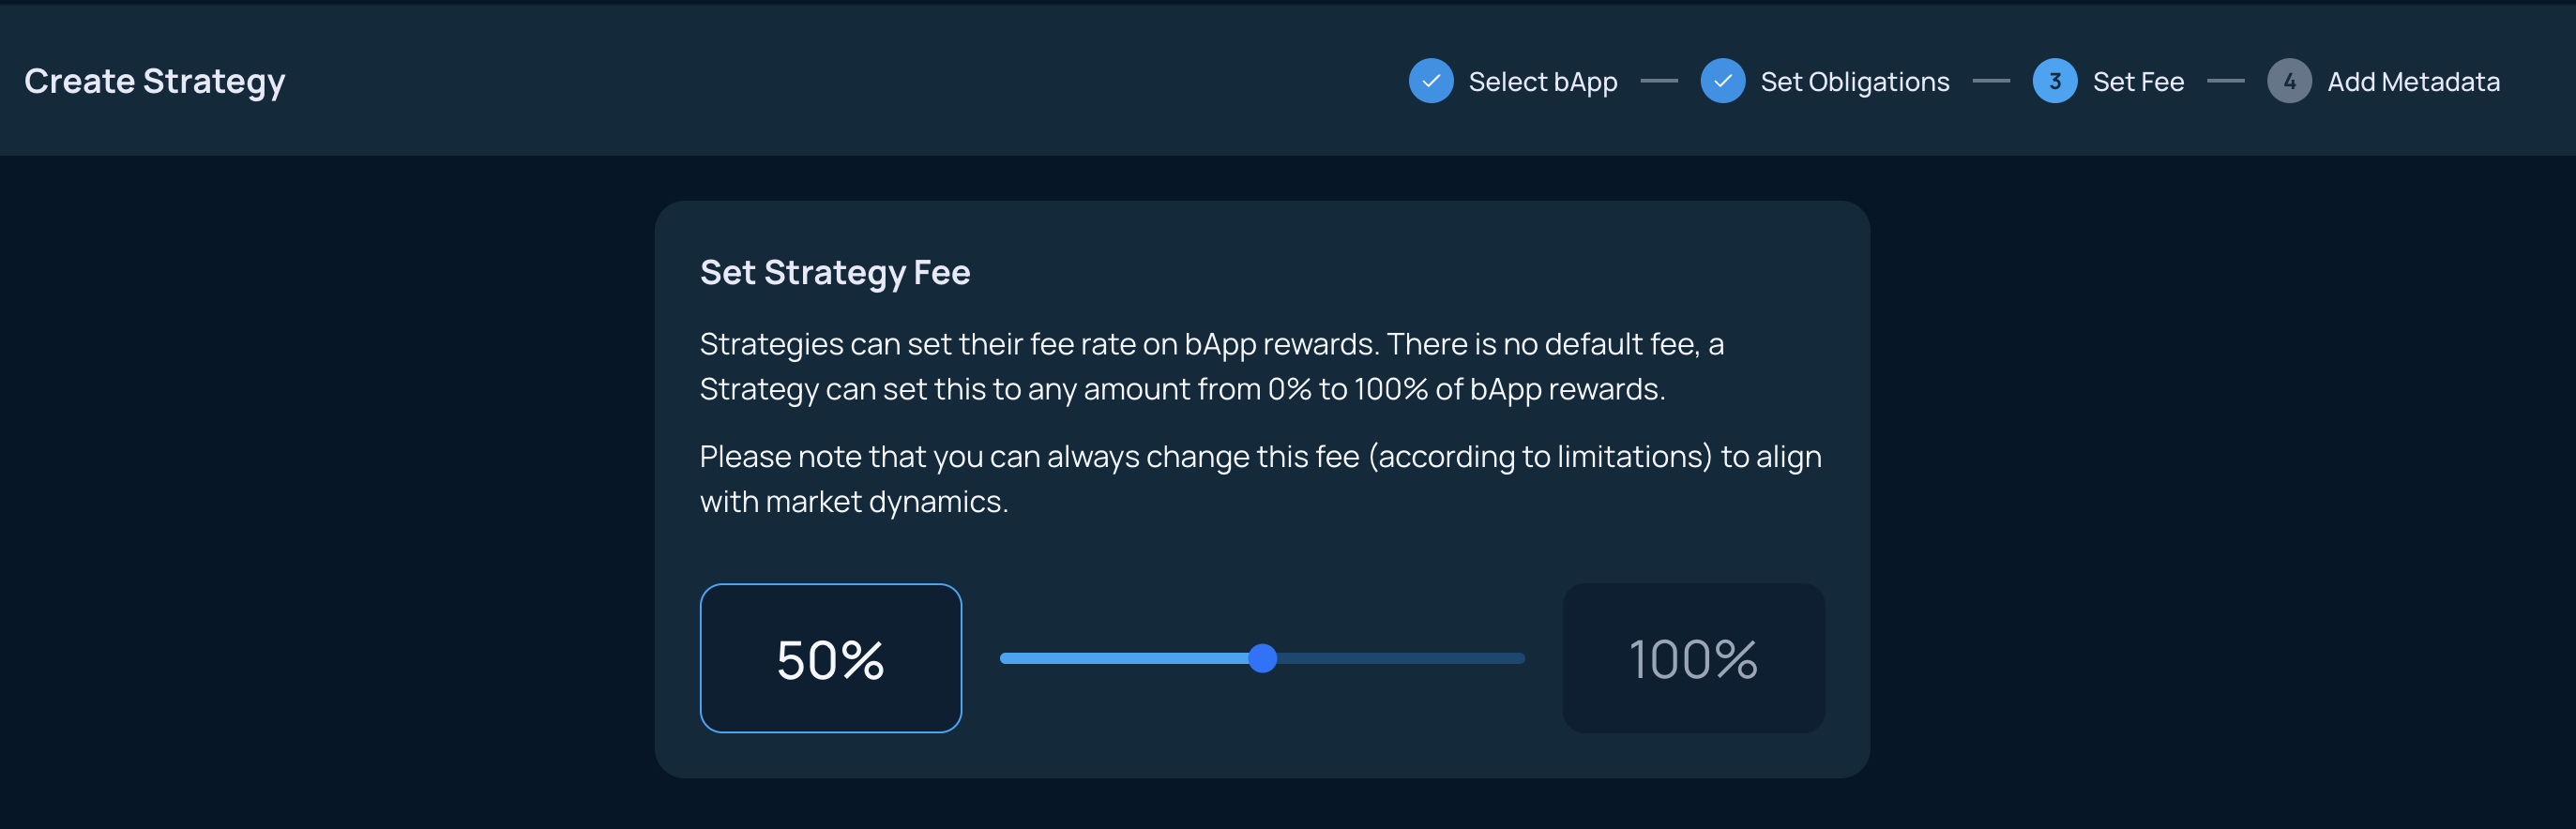 Create Strategy
Select bApp
Set Obligations
3 Set Fee
4 Add Metadata
Set Strategy Fee
Strategies can set their fee rate on bApp rewards. There is no default fee, a
Strategy can set this to any amount from 0% to 100% of bApp rewards.
Please note that you can always change this fee (according to limitations) to align
with market dynamics.
50%
100%